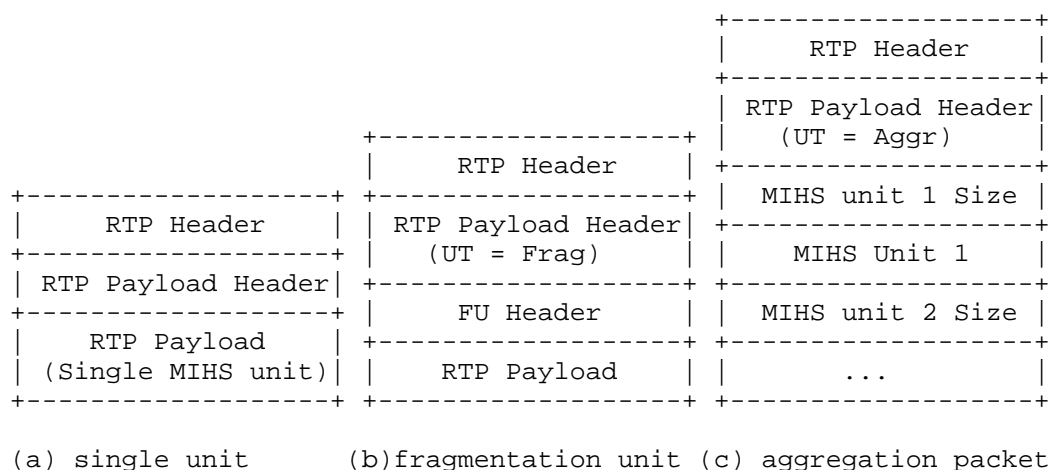 +--------------------+
                                              |     RTP Header     |
                                              +--------------------+
                                              | RTP Payload Header|
                       +--------------------+ |   (UT = Aggr)      |
                       |     RTP Header     | +--------------------+
+--------------------+ +--------------------+ |  MIHS unit 1 Size  |
|     RTP Header     | | RTP Payload Header| +--------------------+
+--------------------+ |   (UT = Frag)      | |    MIHS Unit 1     |
| RTP Payload Header| +--------------------+ +--------------------+
+--------------------+ |     FU Header      | |  MIHS unit 2 Size  |
|    RTP Payload     | +--------------------+ +--------------------+
| (Single MIHS unit)| |    RTP Payload     | |        ...         |
+--------------------+ +--------------------+ +--------------------+
(a) single unit      (b)fragmentation unit (c) aggregation packet